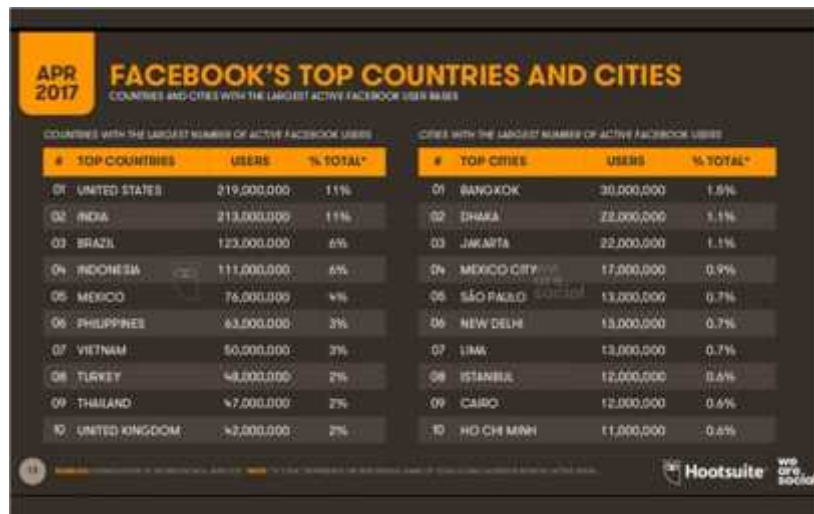 APR
2017
FACEBOOK'S TOP COUNTRIES AND CITIES
COUNTRIES AND CITIES WITH THE LARGEST ACTIVE FACEBOOK USER BASES
COUNTRIES WITH THE LARGEST NUMBER OF ACTIVE FACEBOOK USERS
# TOP COUNTRIES USERS % TOTAL*
01 UNITED STATES 219,000,000 11%
02 INDIA 213,000,000 11%
03 BRAZIL 123,000,000 6%
04 INDONESIA 111,000,000 6%
05 MEXICO 76,000,000 4%
06 PHILIPPINES 63,000,000 3%
07 VIETNAM 50,000,000 3%
08 TURKEY 48,000,000 2%
09 THAILAND 47,000,000 2%
10 UNITED KINGDOM 42,000,000 2%
CITIES WITH THE LARGEST NUMBER OF ACTIVE FACEBOOK USERS
# TOP CITIES USERS % TOTAL*
01 BANGKOK 30,000,000 1.5%
02 DHAKA 22,000,000 1.1%
03 JAKARTA 22,000,000 1.1%
04 MEXICO CITY 17,000,000 0.9%
05 SÃO PAULO 13,000,000 0.7%
06 NEW DELHI 13,000,000 0.7%
07 LIMA 13,000,000 0.7%
08 ISTANBUL 12,000,000 0.6%
09 CAIRO 12,000,000 0.6%
10 HO CHI MINH 11,000,000 0.6%
we
are
social
Hootsuite
we
are
social